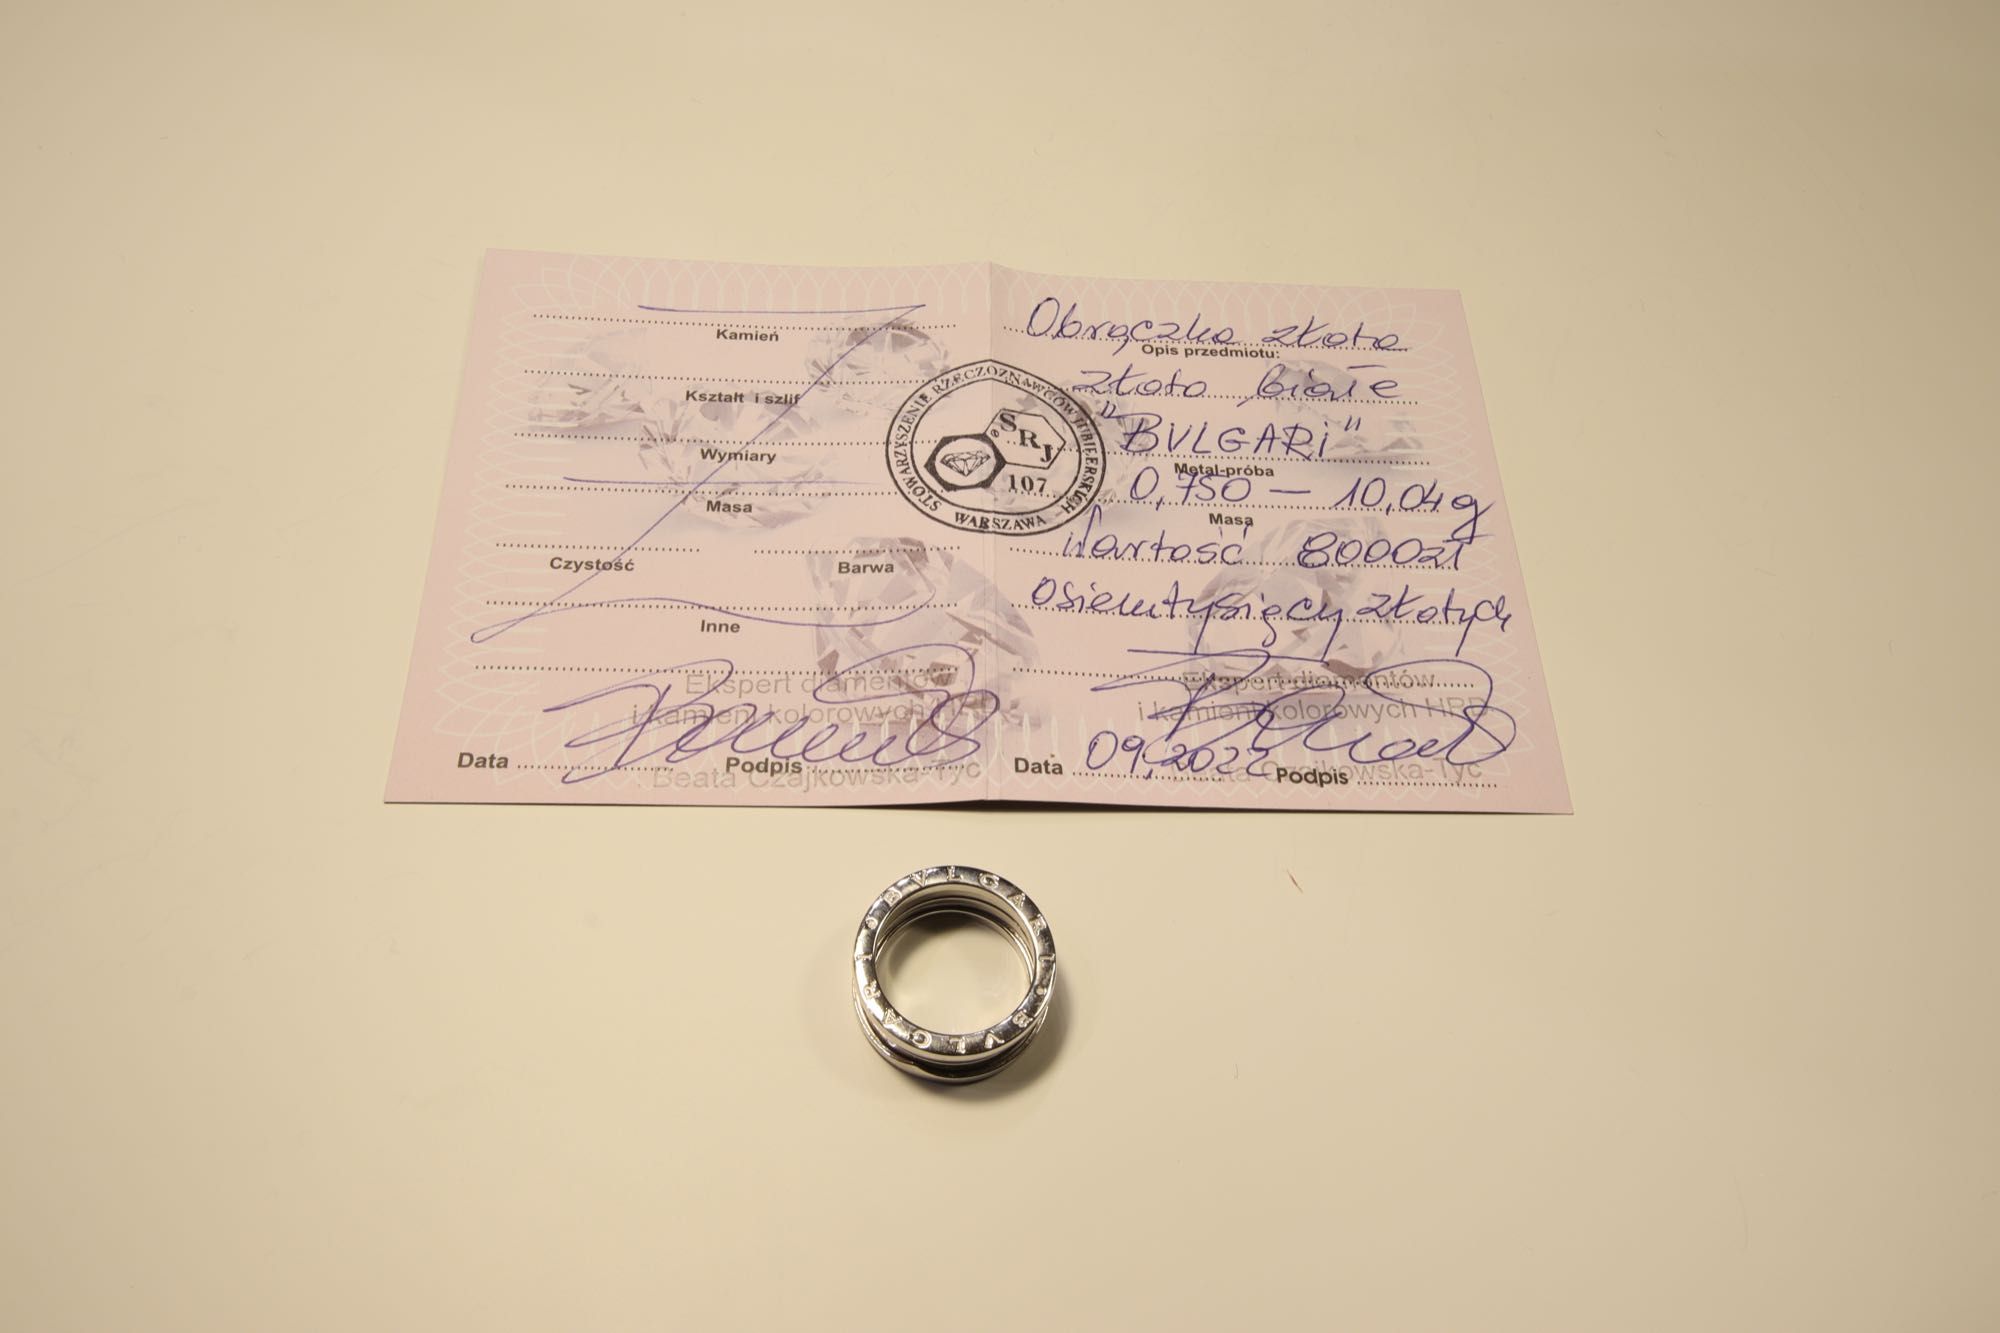 Kamień
Kształt i szlif
Wymiary
Masa
Czystość Barwa
Inne
Ekspert diamentów
i kamieni kolorowych HRD
Data Podpis
Beata Czajkowska-Tyc
STOWARZYSZENIE RZECZOZNAWCÓW JUBILERSKICH
SRJ
107
WARSZAWA
Obrączka złota
Opis przedmiotu:
złoto białe
"BVLGARI"
Metal-próba
0,750 — 10,04g
Masa
Wartość 8000zł
osiemtysięcy złotych
Ekspert diamentów
i kamieni kolorowych HRD
Data 09,2022 Podpis
Beata Czajkowska-Tyc
BVLGARI • BVLGARI •